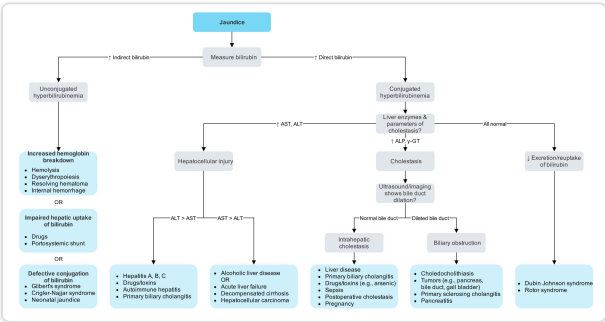 Jaundice
Measure bilirubin
↑ Indirect bilirubin
↑ Direct bilirubin
Unconjugated
hyperbilirubinemia
Conjugated
hyperbilirubinemia
Liver enzymes &
parameters of
cholestasis?
↑ AST, ALT
↑ ALP, γ-GT
All normal
Increased hemoglobin
breakdown
• Hemolysis
• Dyserythropoiesis
• Resolving hematoma
• Internal hemorrhage
OR
Impaired hepatic uptake
of bilirubin
• Drugs
• Portosystemic shunt
OR
Defective conjugation
of bilirubin
• Gilbert's syndrome
• Crigler-Najjar syndrome
• Neonatal jaundice
Hepatocellular injury
ALT > AST
AST > ALT
• Hepatitis A, B, C
• Drugs/toxins
• Autoimmune hepatitis
• Primary biliary cholangitis
• Alcoholic liver disease
OR
• Acute liver failure
• Decompensated cirrhosis
• Hepatocellular carcinoma
Cholestasis
Ultrasound/imaging
shows bile duct
dilation?
Normal bile duct
Dilated bile duct
Intrahepatic
cholestasis
Biliary obstruction
• Liver disease
• Primary biliary cholangitis
• Drugs/toxins (e.g., arsenic)
• Sepsis
• Postoperative cholestasis
• Pregnancy
• Choledocholithiasis
• Tumors (e.g., pancreas,
bile duct, gall bladder)
• Primary sclerosing cholangitis
• Pancreatitis
↓ Excretion/reuptake
of bilirubin
• Dubin Johnson syndrome
• Rotor syndrome